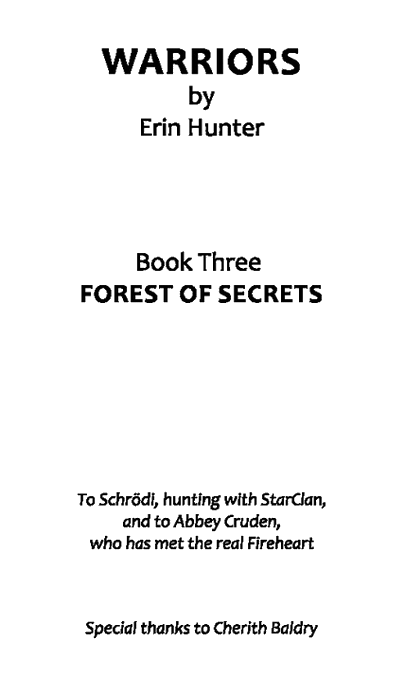 WARRIORS
by
Erin Hunter
Book Three
FOREST OF SECRETS
To Schrödi, hunting with StarClan,
and to Abbey Cruden,
who has met the real Fireheart
Special thanks to Cherith Baldry